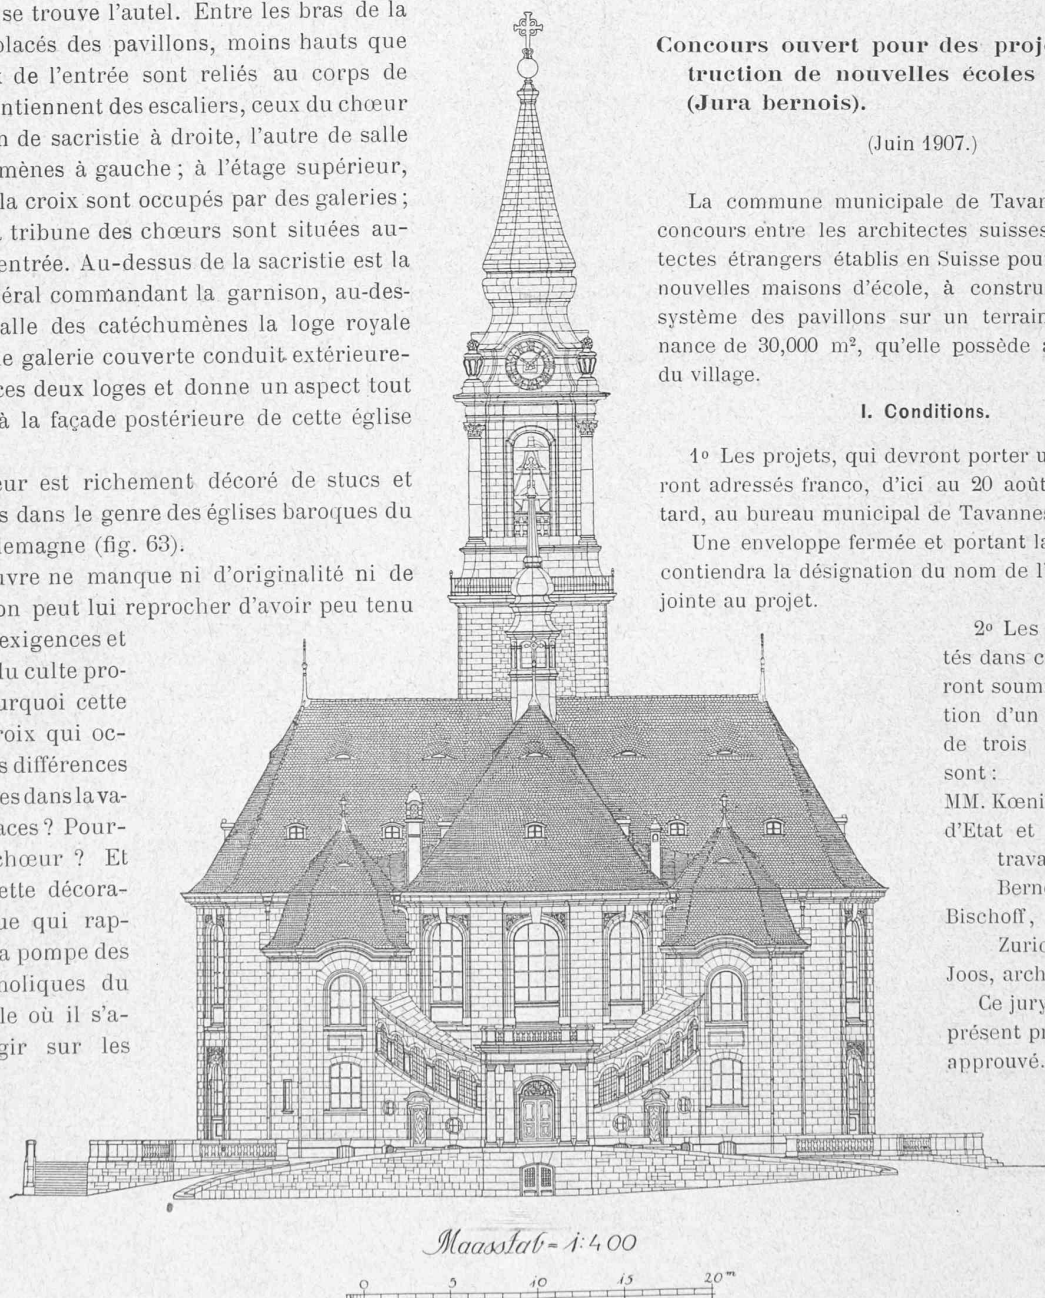 se trouve l'autel. Entre les bras de la
placés des pavillons, moins hauts que
de l'entrée sont reliés au corps de
ntiennent des escaliers, ceux du chœur
n de sacristie à droite, l'autre de salle
mènes à gauche ; à l'étage supérieur,
la croix sont occupés par des galeries ;
tribune des chœurs sont situées au-
entrée. Au-dessus de la sacristie est la
éral commandant la garnison, au-des-
alle des catéchumènes la loge royale
e galerie couverte conduit extérieure-
ces deux loges et donne un aspect tout
à la façade postérieure de cette église
eur est richement décoré de stucs et
s dans le genre des églises baroques du
lemagne (fig. 63).
uvre ne manque ni d'originalité ni de
on peut lui reprocher d'avoir peu tenu
exigences et
du culte pro-
urquoi cette
roix qui oc-
s différences
es dans la va-
aces ? Pour-
chœur ? Et
ette décora-
ue qui rap-
a pompe des
holiques du
le où il s'a-
gir sur les
Concours ouvert pour des proj
truction de nouvelles écoles
(Jura bernois).
(Juin 1907.)
La commune municipale de Tavan
concours entre les architectes suisses
tectes étrangers établis en Suisse pou
nouvelles maisons d'école, à constru
système des pavillons sur un terrain
nance de 30,000 m², qu'elle possède a
du village.
I. Conditions.
1º Les projets, qui devront porter u
ront adressés franco, d'ici au 20 août
tard, au bureau municipal de Tavannes
Une enveloppe fermée et portant la
contiendra la désignation du nom de l'
jointe au projet.
2º Les
tés dans c
ront soum
tion d'un
de trois
sont :
MM. Kœni
d'Etat et
trava
Berne
Bischoff,
Zuric
Joos, arch
Ce jury
présent pr
approuvé.
Maasstab = 1:400
0 5 10 15 20 m